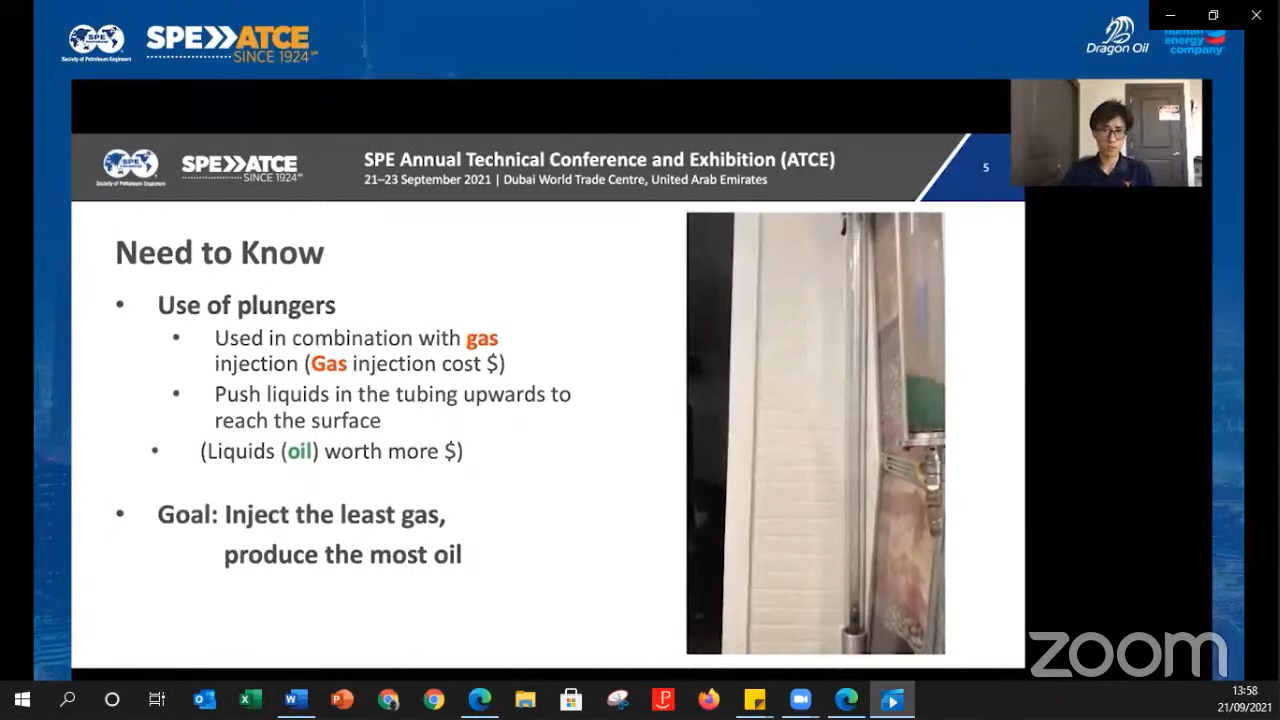 SPE
International
Society of Petroleum Engineers
SPE ATCE
SINCE 1924
Dragon Oil
human
energy
company
SPE
Society of Petroleum Engineers
SPE ATCE
SINCE 1924
SPE Annual Technical Conference and Exhibition (ATCE)
21–23 September 2021 | Dubai World Trade Centre, United Arab Emirates
5
Need to Know
• Use of plungers
• Used in combination with gas
injection (Gas injection cost $)
• Push liquids in the tubing upwards to
reach the surface
• (Liquids (oil) worth more $)
• Goal: Inject the least gas,
produce the most oil
zoom
13:58
21/09/2021